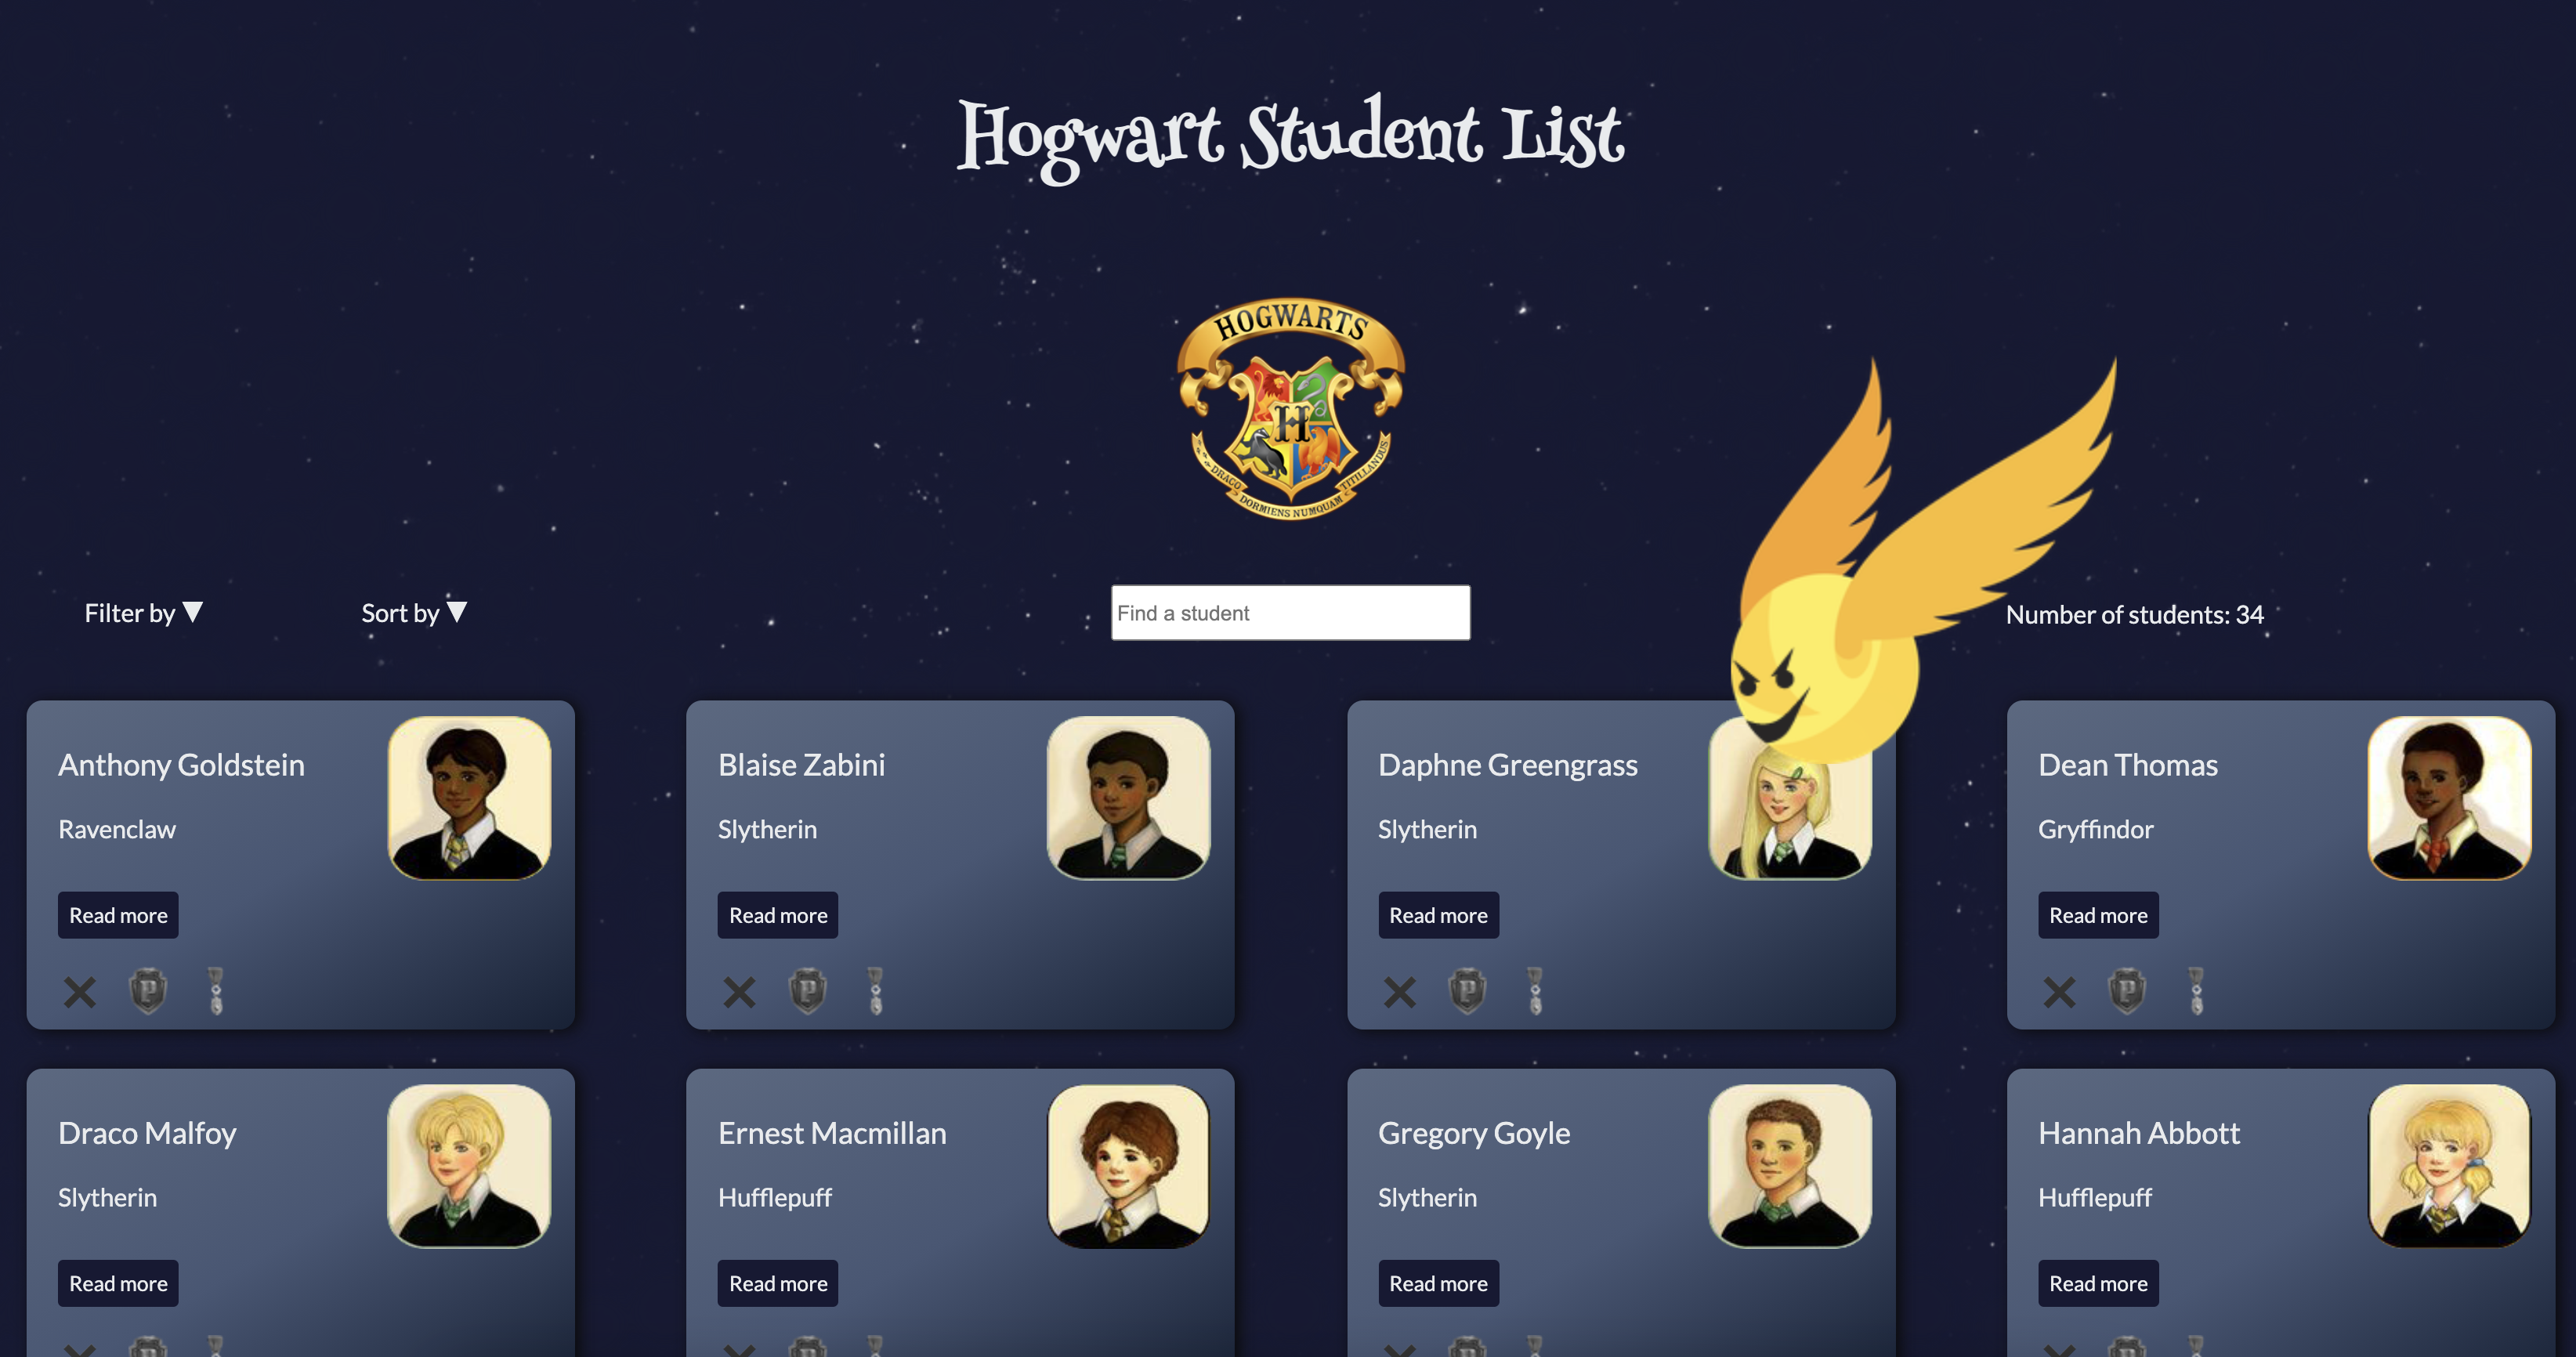 Hogwart Student List
HOGWARTS
H
DRACO DORMIENS NUMQUAM TITILLANDUS
Filter by ▼
Sort by ▼
Find a student
Number of students: 34
Anthony Goldstein
Ravenclaw
Read more
P
Blaise Zabini
Slytherin
Read more
P
Daphne Greengrass
Slytherin
Read more
P
Dean Thomas
Gryffindor
Read more
P
Draco Malfoy
Slytherin
Read more
Ernest Macmillan
Hufflepuff
Read more
Gregory Goyle
Slytherin
Read more
Hannah Abbott
Hufflepuff
Read more